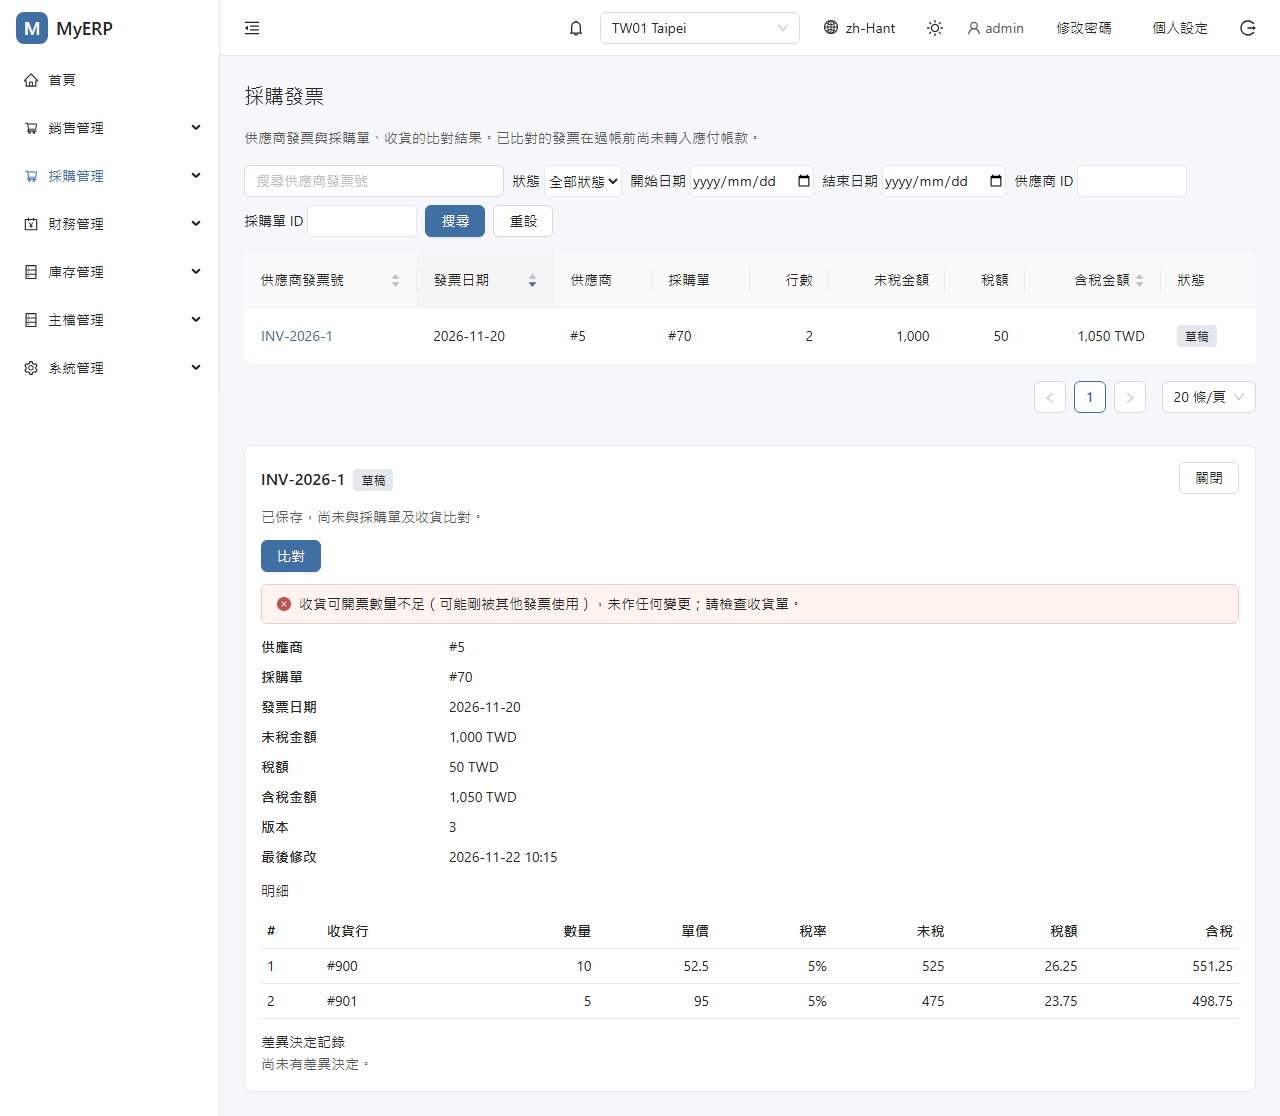 M MyERP
TW01 Taipei
zh-Hant
admin
修改密碼
個人設定
首頁
銷售管理
採購管理
財務管理
庫存管理
主檔管理
系統管理
採購發票
供應商發票與採購單、收貨的比對結果。已比對的發票在過帳前尚未轉入應付帳款。
搜尋供應商發票號 狀態 全部狀態 開始日期 yyyy/mm/dd 結束日期 yyyy/mm/dd 供應商 ID
採購單 ID 搜尋 重設
供應商發票號 發票日期 供應商 採購單 行數 未稅金額 稅額 含稅金額 狀態
INV-2026-1 2026-11-20 #5 #70 2 1,000 50 1,050 TWD 草稿
1 20 條/頁
INV-2026-1 草稿 關閉
已保存，尚未與採購單及收貨比對。
比對
收貨可開票數量不足（可能剛被其他發票使用），未作任何變更；請檢查收貨單。
供應商 #5
採購單 #70
發票日期 2026-11-20
未稅金額 1,000 TWD
稅額 50 TWD
含稅金額 1,050 TWD
版本 3
最後修改 2026-11-22 10:15
明細
# 收貨行 數量 單價 稅率 未稅 稅額 含稅
1 #900 10 52.5 5% 525 26.25 551.25
2 #901 5 95 5% 475 23.75 498.75
差異決定記錄
尚未有差異決定。